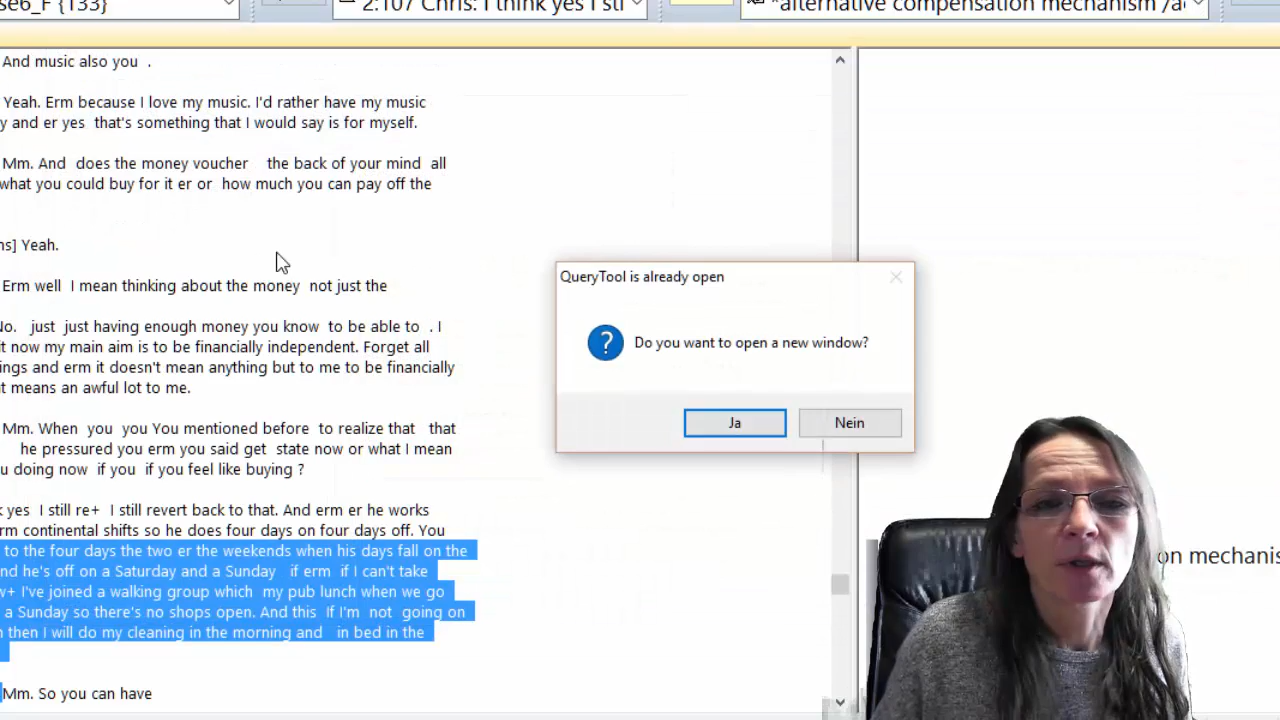 se6_F {133}
2:107 Chris: I think yes I sti
*alternative compensation mechanism /a
And music also you .
Yeah. Erm because I love my music. I'd rather have my music
y and er yes that's something that I would say is for myself.
Mm. And does the money voucher the back of your mind all
what you could buy for it er or how much you can pay off the
ns] Yeah.
Erm well I mean thinking about the money not just the
No. just just having enough money you know to be able to . I
it now my main aim is to be financially independent. Forget all
ings and erm it doesn't mean anything but to me to be financially
t means an awful lot to me.
Mm. When you you You mentioned before to realize that that
he pressured you erm you said get state now or what I mean
u doing now if you if you feel like buying ?
k yes I still re+ I still revert back to that. And erm er he works
rm continental shifts so he does four days on four days off. You
to the four days the two er the weekends when his days fall on the
nd he's off on a Saturday and a Sunday if erm if I can't take
w+ I've joined a walking group which my pub lunch when we go
a Sunday so there's no shops open. And this If I'm not going on
n then I will do my cleaning in the morning and in bed in the
Mm. So you can have
QueryTool is already open
Do you want to open a new window?
Ja
Nein
on mechanis